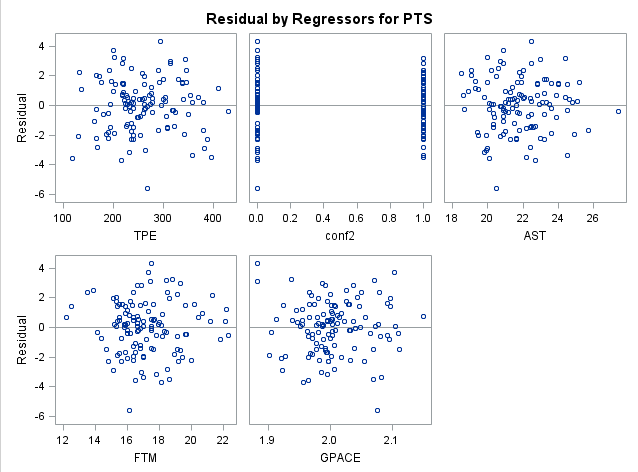 Residual by Regressors for PTS
Residual
4
2
0
-2
-4
-6
100 200 300 400
TPE
0.0 0.2 0.4 0.6 0.8 1.0
conf2
18 20 22 24 26
AST
Residual
4
2
0
-2
-4
-6
12 14 16 18 20 22
FTM
1.9 2.0 2.1
GPACE